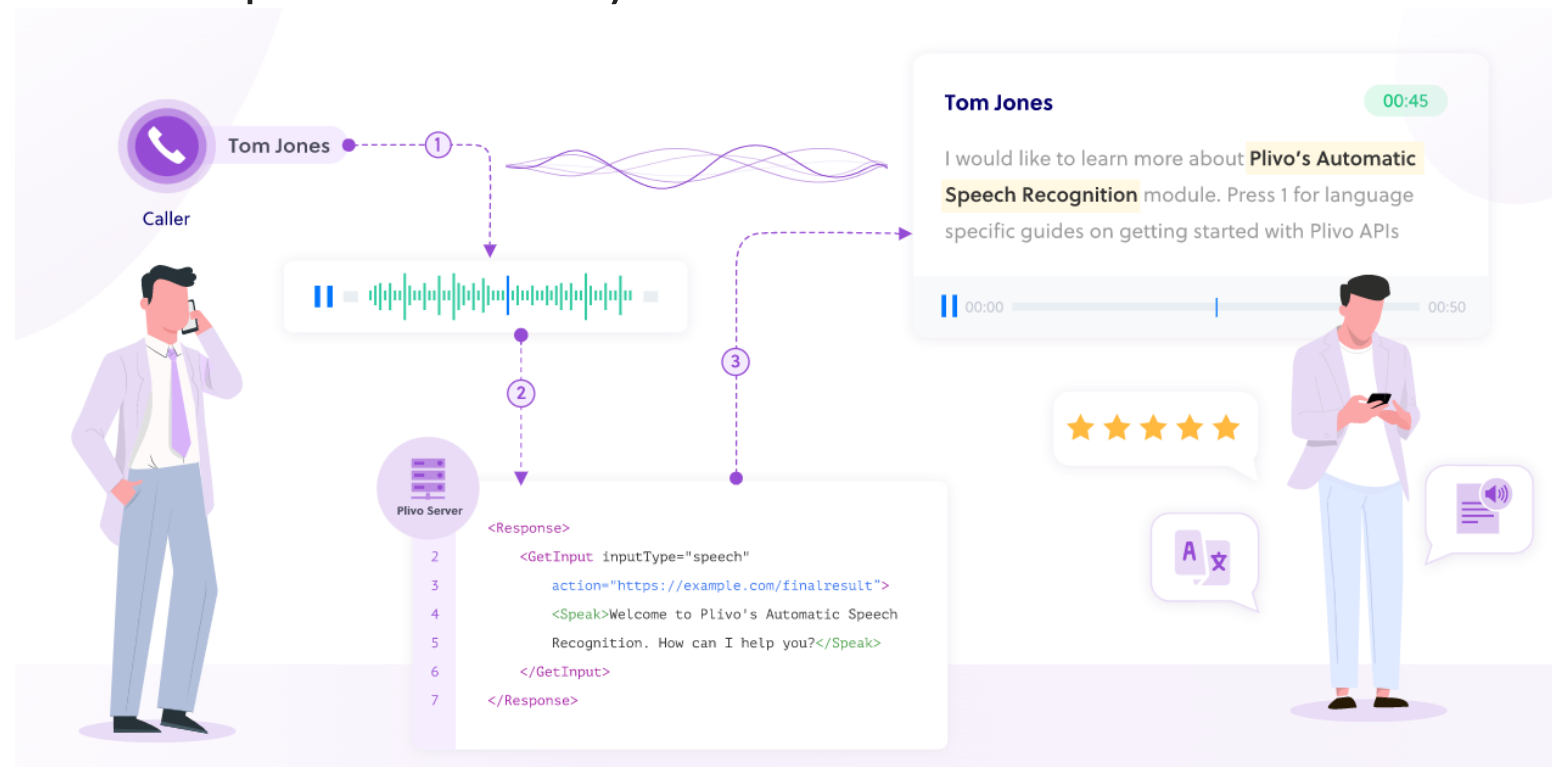 Tom Jones
1
Caller
Tom Jones
00:45
I would like to learn more about Plivo’s Automatic
Speech Recognition module. Press 1 for language
specific guides on getting started with Plivo APIs
00:00
00:50
2
3
Plivo Server
<Response>
2 <GetInput inputType="speech"
3 action="https://example.com/finalresult">
4 <Speak>Welcome to Plivo's Automatic Speech
5 Recognition. How can I help you?</Speak>
6 </GetInput>
7 </Response>
A 文